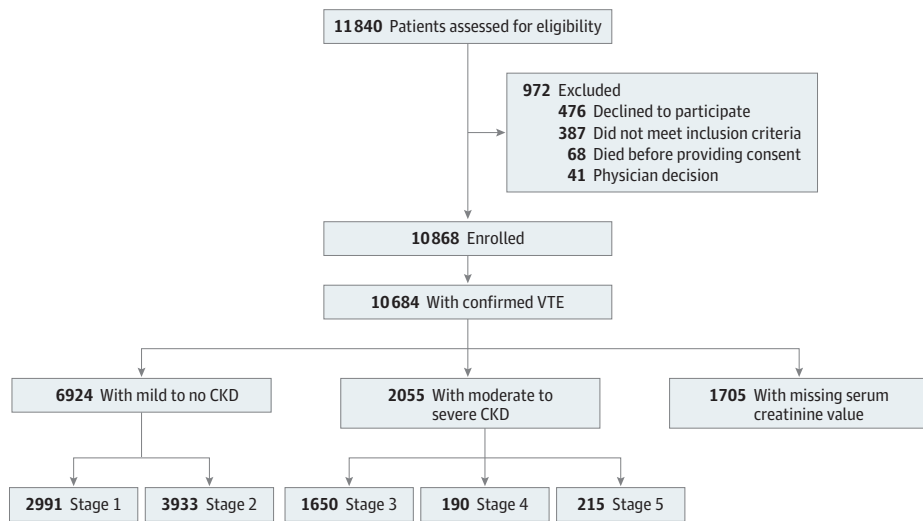 11840 Patients assessed for eligibility
972 Excluded
476 Declined to participate
387 Did not meet inclusion criteria
68 Died before providing consent
41 Physician decision
10868 Enrolled
10684 With confirmed VTE
6924 With mild to no CKD
2055 With moderate to
severe CKD
1705 With missing serum
creatinine value
2991 Stage 1
3933 Stage 2
1650 Stage 3
190 Stage 4
215 Stage 5